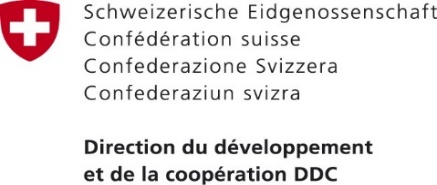 Schweizerische Eidgenossenschaft
Confédération suisse
Confederazione Svizzera
Confederaziun svizra
Direction du développement
et de la coopération DDC